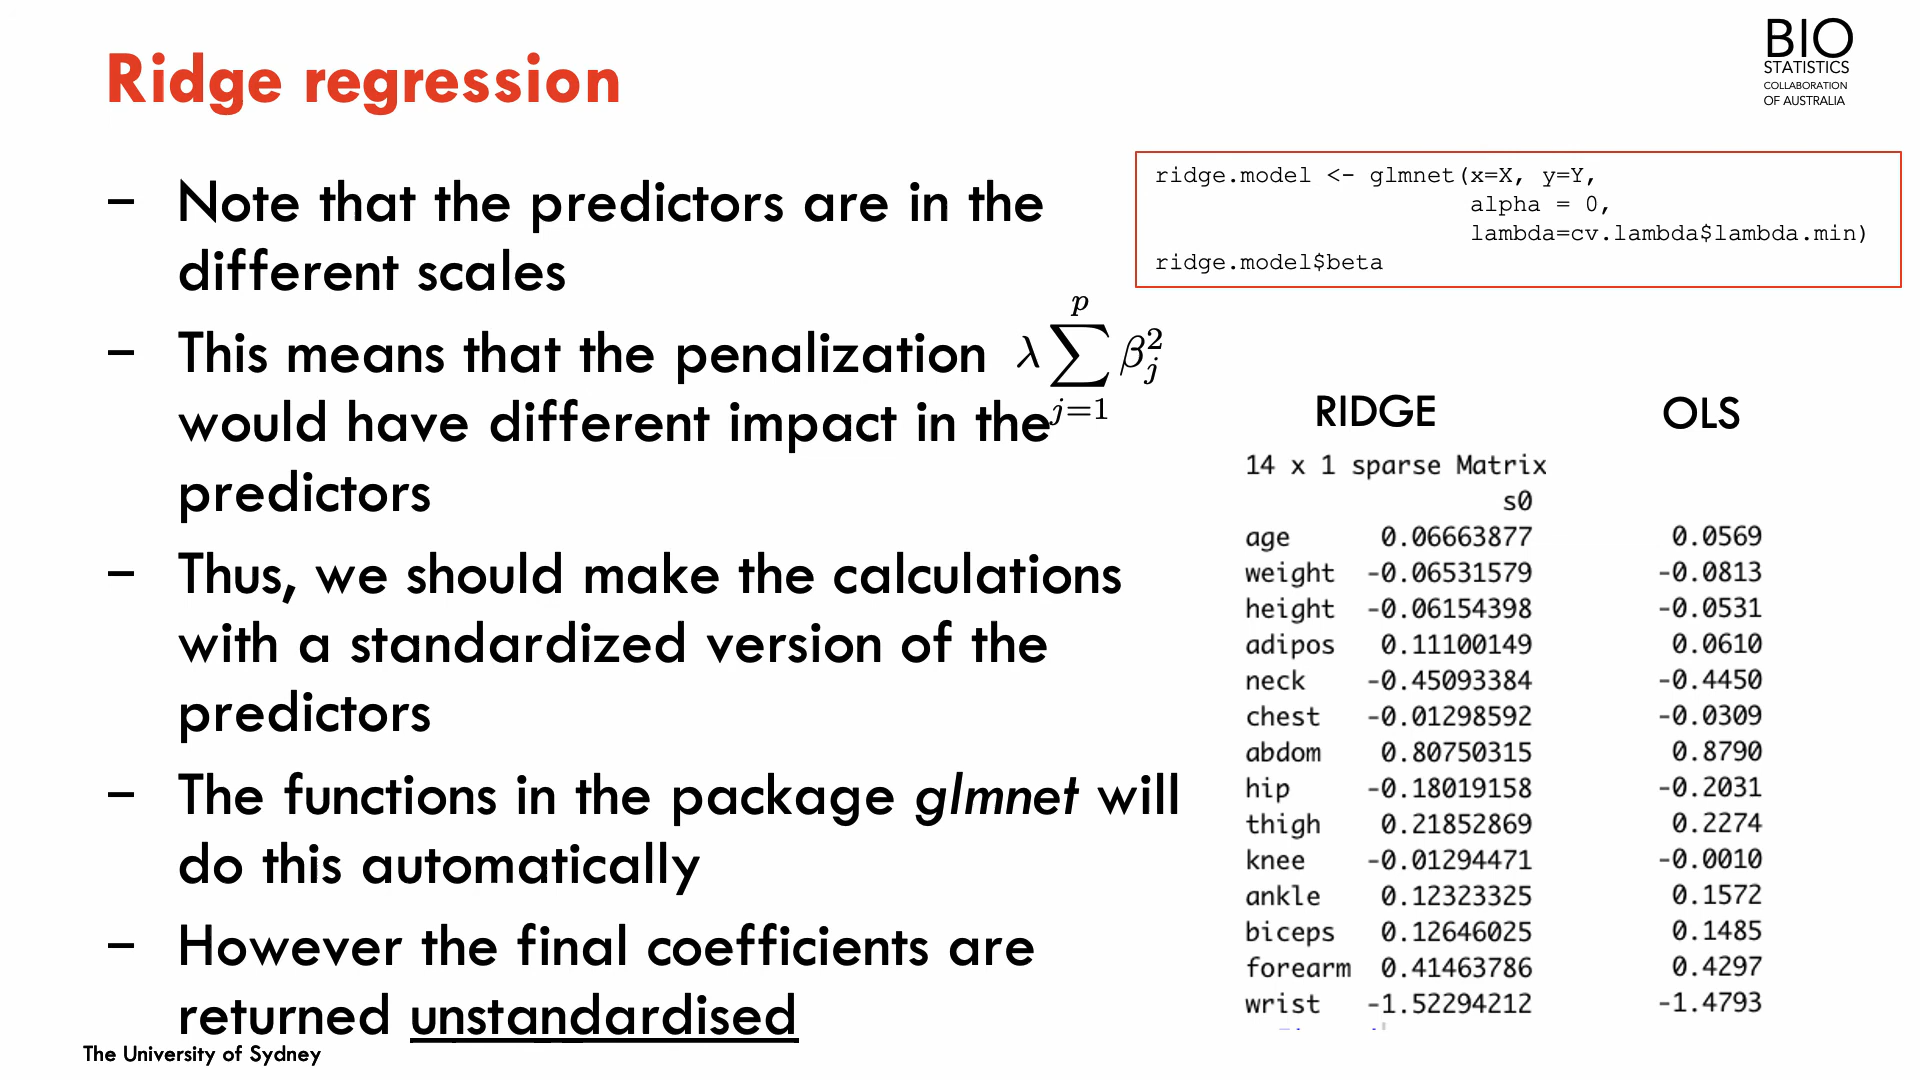 Ridge regression
BIO
STATISTICS
COLLABORATION
OF AUSTRALIA
– Note that the predictors are in the
different scales
– This means that the penalization λ∑_{j=1}^{p} β_j^2
would have different impact in the
predictors
– Thus, we should make the calculations
with a standardized version of the
predictors
– The functions in the package glmnet will
do this automatically
– However the final coefficients are
returned unstandardised
ridge.model <- glmnet(x=X, y=Y,
alpha = 0,
lambda=cv.lambda$lambda.min)
ridge.model$beta
RIDGE OLS
14 x 1 sparse Matrix
s0
age 0.06663877 0.0569
weight -0.06531579 -0.0813
height -0.06154398 -0.0531
adipos 0.11100149 0.0610
neck -0.45093384 -0.4450
chest -0.01298592 -0.0309
abdom 0.80750315 0.8790
hip -0.18019158 -0.2031
thigh 0.21852869 0.2274
knee -0.01294471 -0.0010
ankle 0.12323325 0.1572
biceps 0.12646025 0.1485
forearm 0.41463786 0.4297
wrist -1.52294212 -1.4793
The University of Sydney